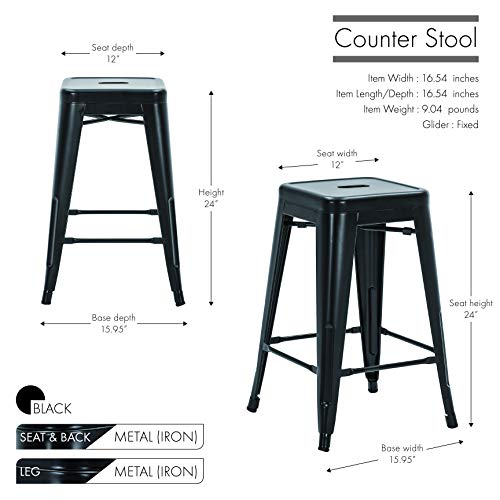 Counter Stool
Item Width : 16.54 inches
Item Length/Depth : 16.54 inches
Item Weight : 9.04 pounds
Glider : Fixed
Seat depth
12"
Height
24"
Base depth
15.95"
Seat width
12"
Seat height
24"
Base width
15.95"
BLACK
SEAT & BACK METAL (IRON)
LEG METAL (IRON)